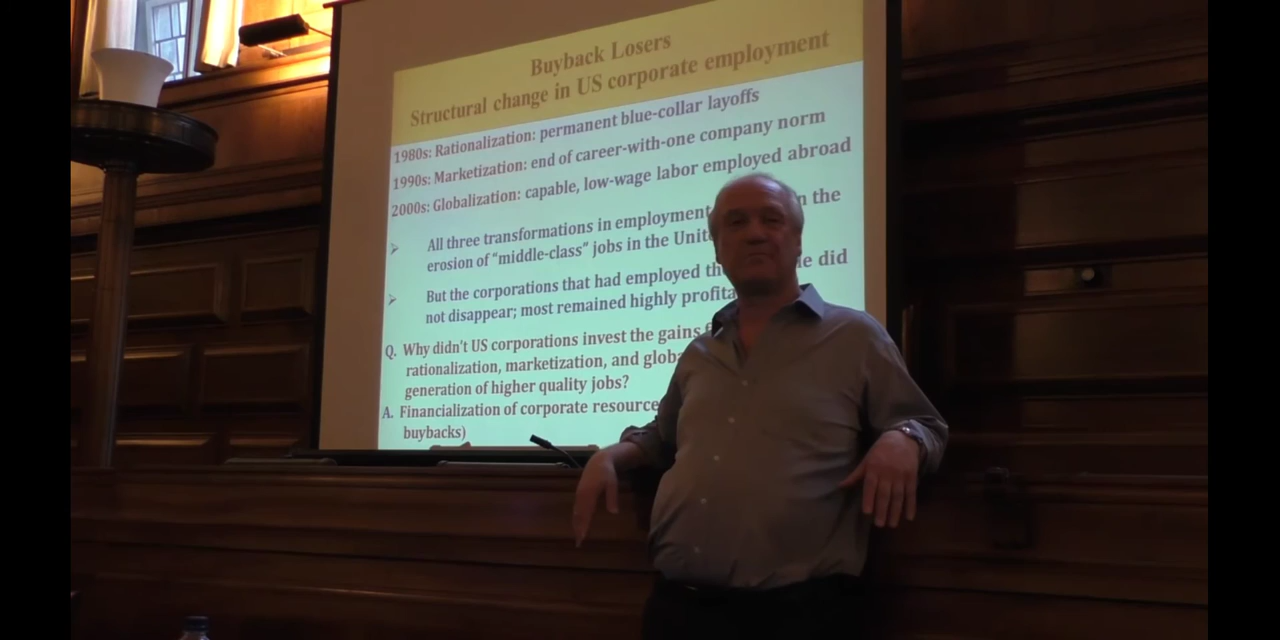 Buyback Losers
Structural change in US corporate employment
1980s: Rationalization: permanent blue-collar layoffs
1990s: Marketization: end of career-with-one company norm
2000s: Globalization: capable, low-wage labor employed abroad
➢ All three transformations in employment the
erosion of "middle-class" jobs in the
➢ But the corporations that had employed did
not disappear; most remained highly
Q. Why didn't US corporations invest the gains
rationalization, marketization, and
generation of higher quality jobs?
A. Financialization of corporate
buybacks)